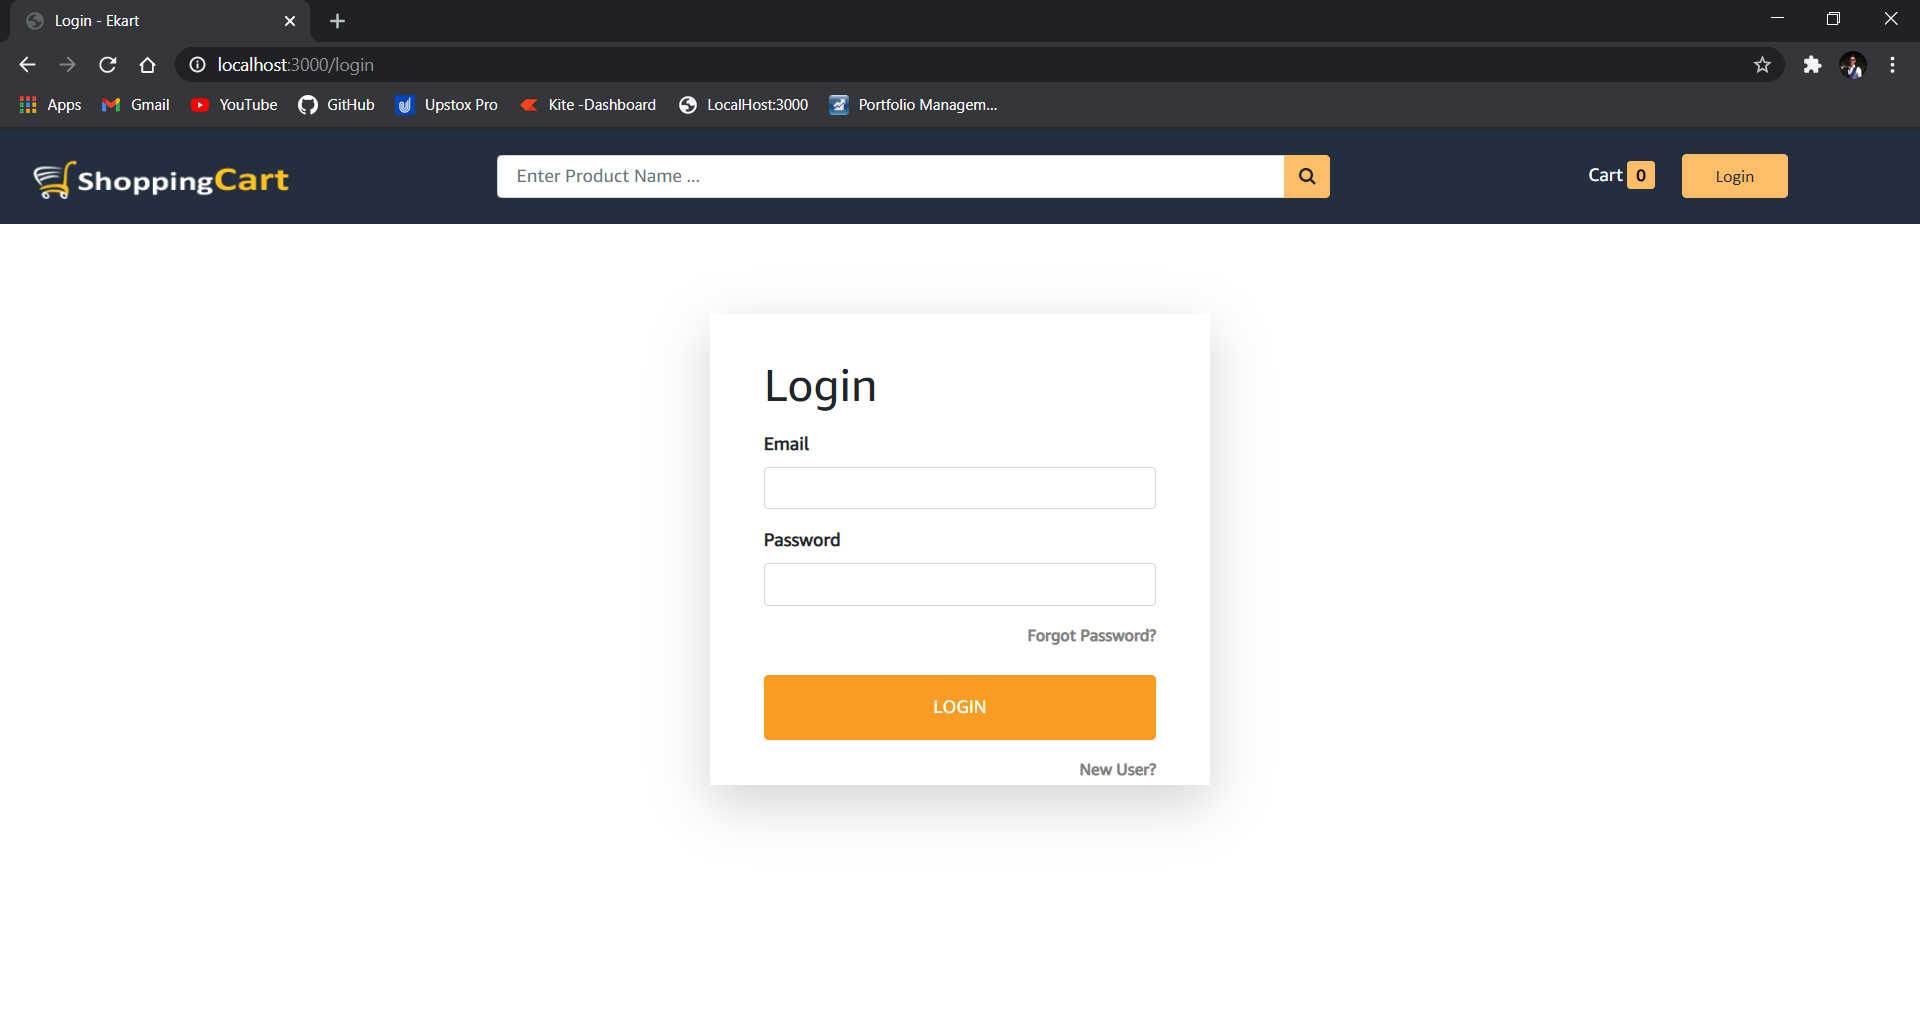 Login - Ekart
localhost:3000/login
Apps Gmail YouTube GitHub Upstox Pro Kite -Dashboard LocalHost:3000 Portfolio Managem...
ShoppingCart Enter Product Name ... Cart 0 Login
Login
Email
Password
Forgot Password?
LOGIN
New User?